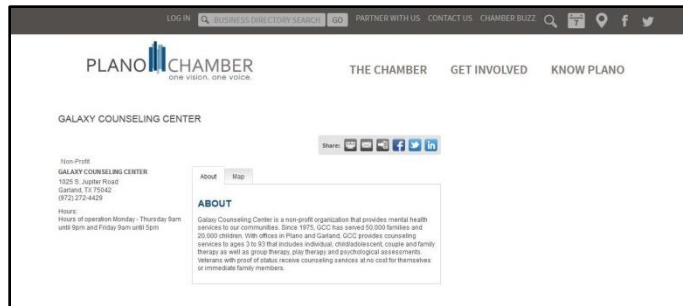 LOG IN BUSINESS DIRECTORY SEARCH GO PARTNER WITH US CONTACT US CHAMBER BUZZ 7 f
PLANO CHAMBER
one vision. one voice.
THE CHAMBER GET INVOLVED KNOW PLANO
GALAXY COUNSELING CENTER
Share: f in
Non-Profit
GALAXY COUNSELING CENTER
1025 S. Jupiter Road
Garland, TX 75042
(972) 272-4429
Hours:
Hours of operation Monday - Thursday 9am
until 9pm and Friday 9am until 5pm
About Map
ABOUT
Galaxy Counseling Center is a non-profit organization that provides mental health
services to our communities. Since 1975, GCC has served 50,000 families and
20,000 children. With offices in Plano and Garland, GCC provides counseling
services to ages 3 to 93 that includes individual, child/adolescent, couple and family
therapy as well as group therapy, play therapy and psychological assessments.
Veterans with proof of status receive counseling services at no cost for themselves
or immediate family members.